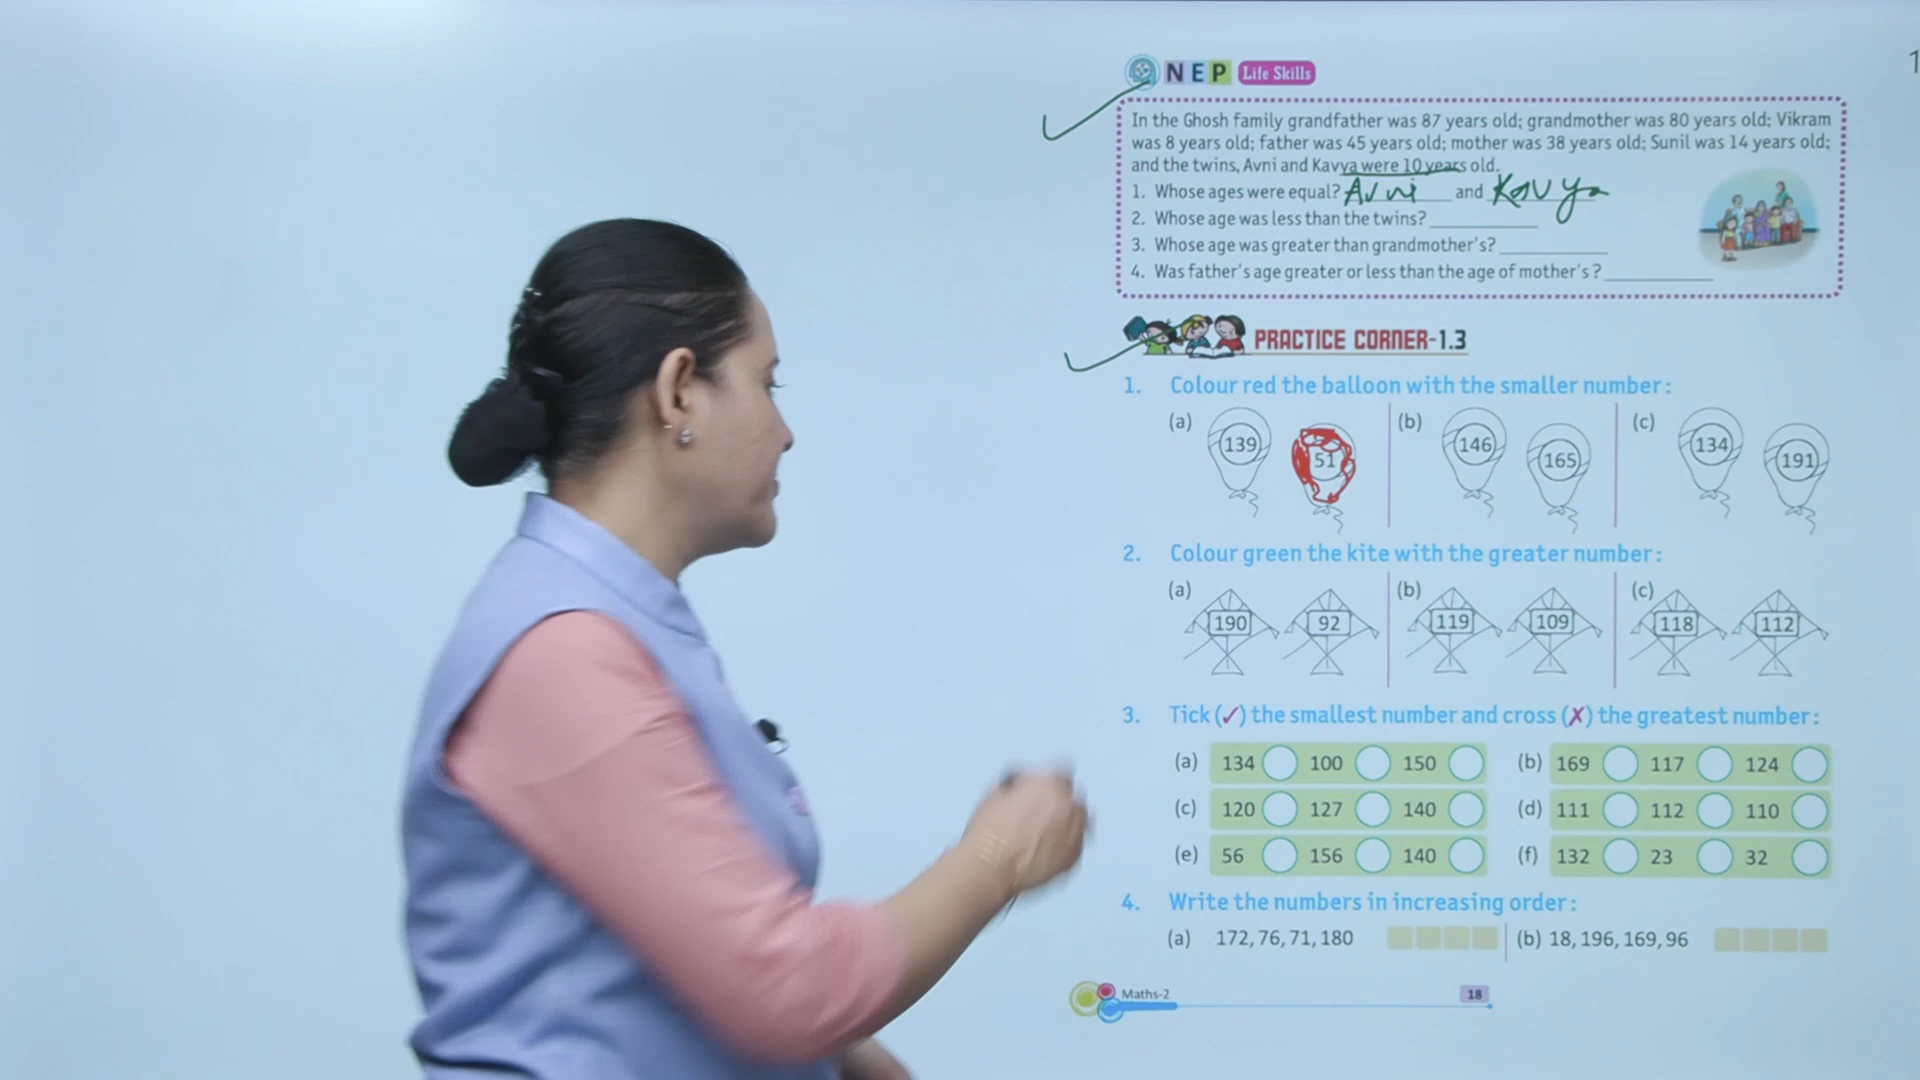 NEP Life Skills
In the Ghosh family grandfather was 87 years old; grandmother was 80 years old; Vikram
was 8 years old; father was 45 years old; mother was 38 years old; Sunil was 14 years old;
and the twins, Avni and Kavya were 10 years old.
1. Whose ages were equal? Avni and Kavya
2. Whose age was less than the twins? ____________
3. Whose age was greater than grandmother's? ____________
4. Was father's age greater or less than the age of mother's ? ____________
PRACTICE CORNER-1.3
1. Colour red the balloon with the smaller number:
(a) 139 51 (b) 146 165 (c) 134 191
2. Colour green the kite with the greater number:
(a) 190 92 (b) 119 109 (c) 118 112
3. Tick (✓) the smallest number and cross (✗) the greatest number:
(a) 134 100 150 (b) 169 117 124
(c) 120 127 140 (d) 111 112 110
(e) 56 156 140 (f) 132 23 32
4. Write the numbers in increasing order:
(a) 172, 76, 71, 180 (b) 18, 196, 169, 96
Maths-2 18